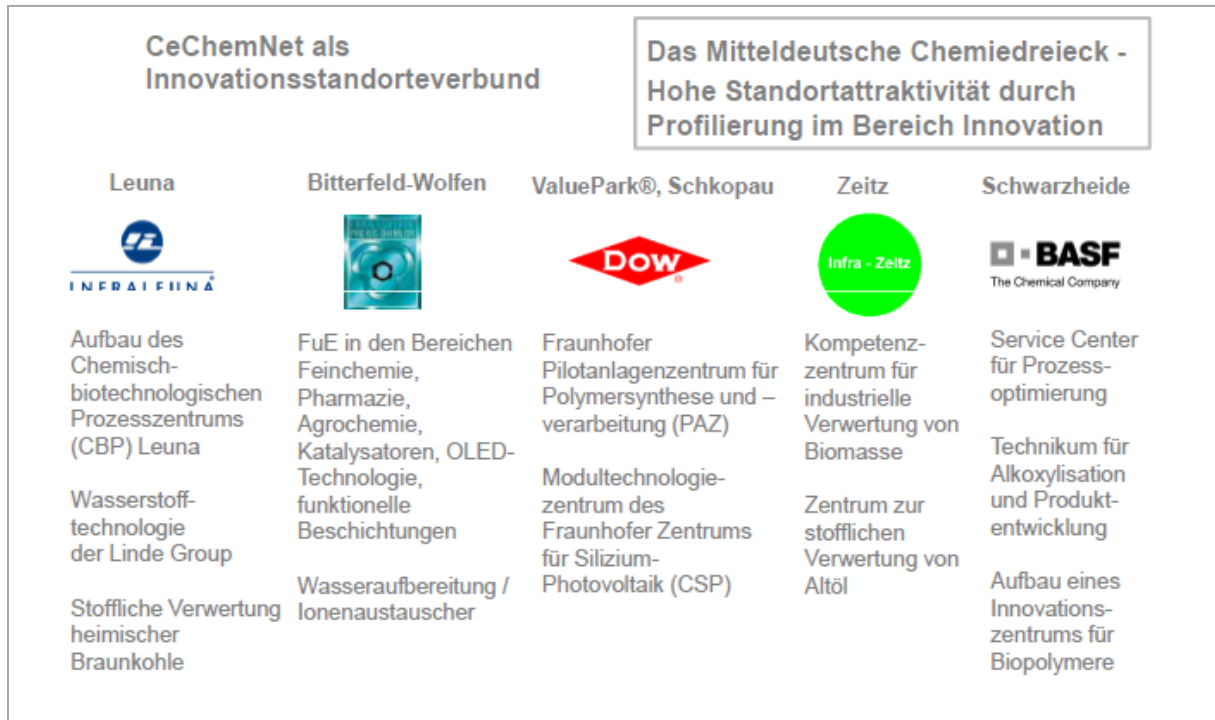 CeChemNet als
Innovationsstandorteverbund
Das Mitteldeutsche Chemiedreieck -
Hohe Standortattraktivität durch
Profilierung im Bereich Innovation
Leuna
INFRALEUNA
Aufbau des
Chemisch-
biotechnologischen
Prozesszentrums
(CBP) Leuna
Wasserstoff-
technologie
der Linde Group
Stoffliche Verwertung
heimischer
Braunkohle
Bitterfeld-Wolfen
FuE in den Bereichen
Feinchemie,
Pharmazie,
Agrochemie,
Katalysatoren, OLED-
Technologie,
funktionelle
Beschichtungen
Wasseraufbereitung /
Ionenaustauscher
ValuePark®, Schkopau
Dow®
Fraunhofer
Pilotanlagenzentrum für
Polymersynthese und –
verarbeitung (PAZ)
Modultechnologie-
zentrum des
Fraunhofer Zentrums
für Silizium-
Photovoltaik (CSP)
Zeitz
Infra - Zeitz
Kompetenz-
zentrum für
industrielle
Verwertung von
Biomasse
Zentrum zur
stofflichen
Verwertung von
Altöl
Schwarzheide
BASF
The Chemical Company
Service Center
für Prozess-
optimierung
Technikum für
Alkoxylisation
und Produkt-
entwicklung
Aufbau eines
Innovations-
zentrums für
Biopolymere